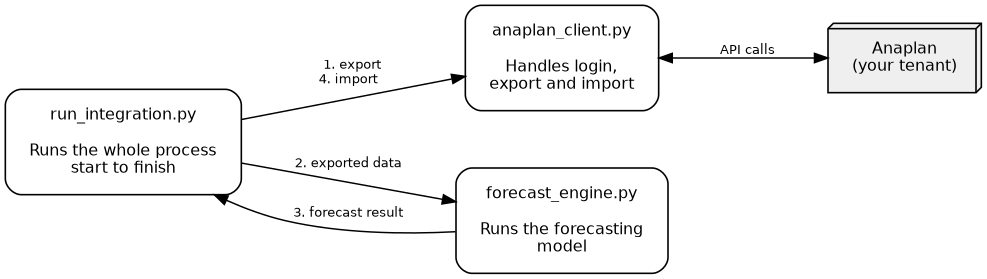 run_integration.py
Runs the whole process
start to finish
1. export
4. import
anaplan_client.py
Handles login,
export and import
API calls
Anaplan
(your tenant)
2. exported data
3. forecast result
forecast_engine.py
Runs the forecasting
model